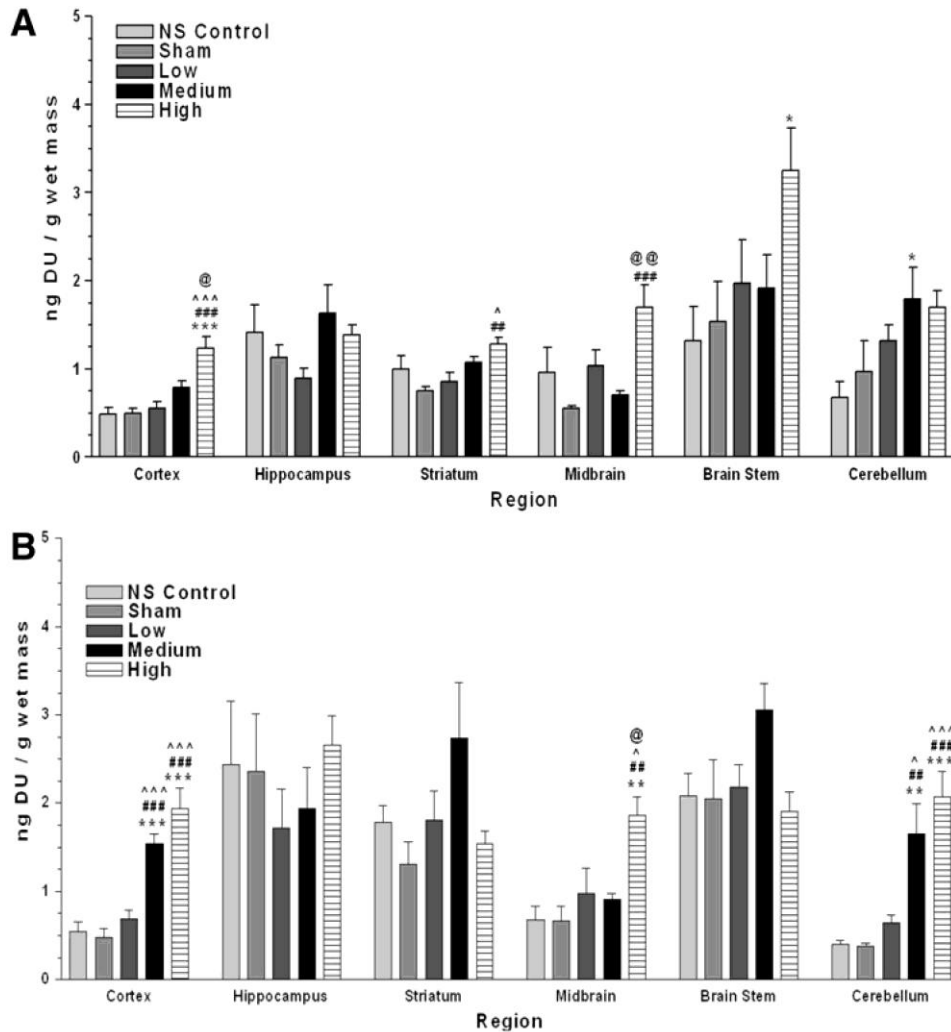 A
NS Control
Sham
Low
Medium
High
ng DU / g wet mass
5
4
3
2
1
0
@
^^^
###
***
^
##
@@
###
*
*
Cortex Hippocampus Striatum Midbrain Brain Stem Cerebellum
Region
B
NS Control
Sham
Low
Medium
High
ng DU / g wet mass
5
4
3
2
1
0
^^^
###
***
^^^
###
***
@
^
##
**
^
##
**
^^^
###
***
Cortex Hippocampus Striatum Midbrain Brain Stem Cerebellum
Region